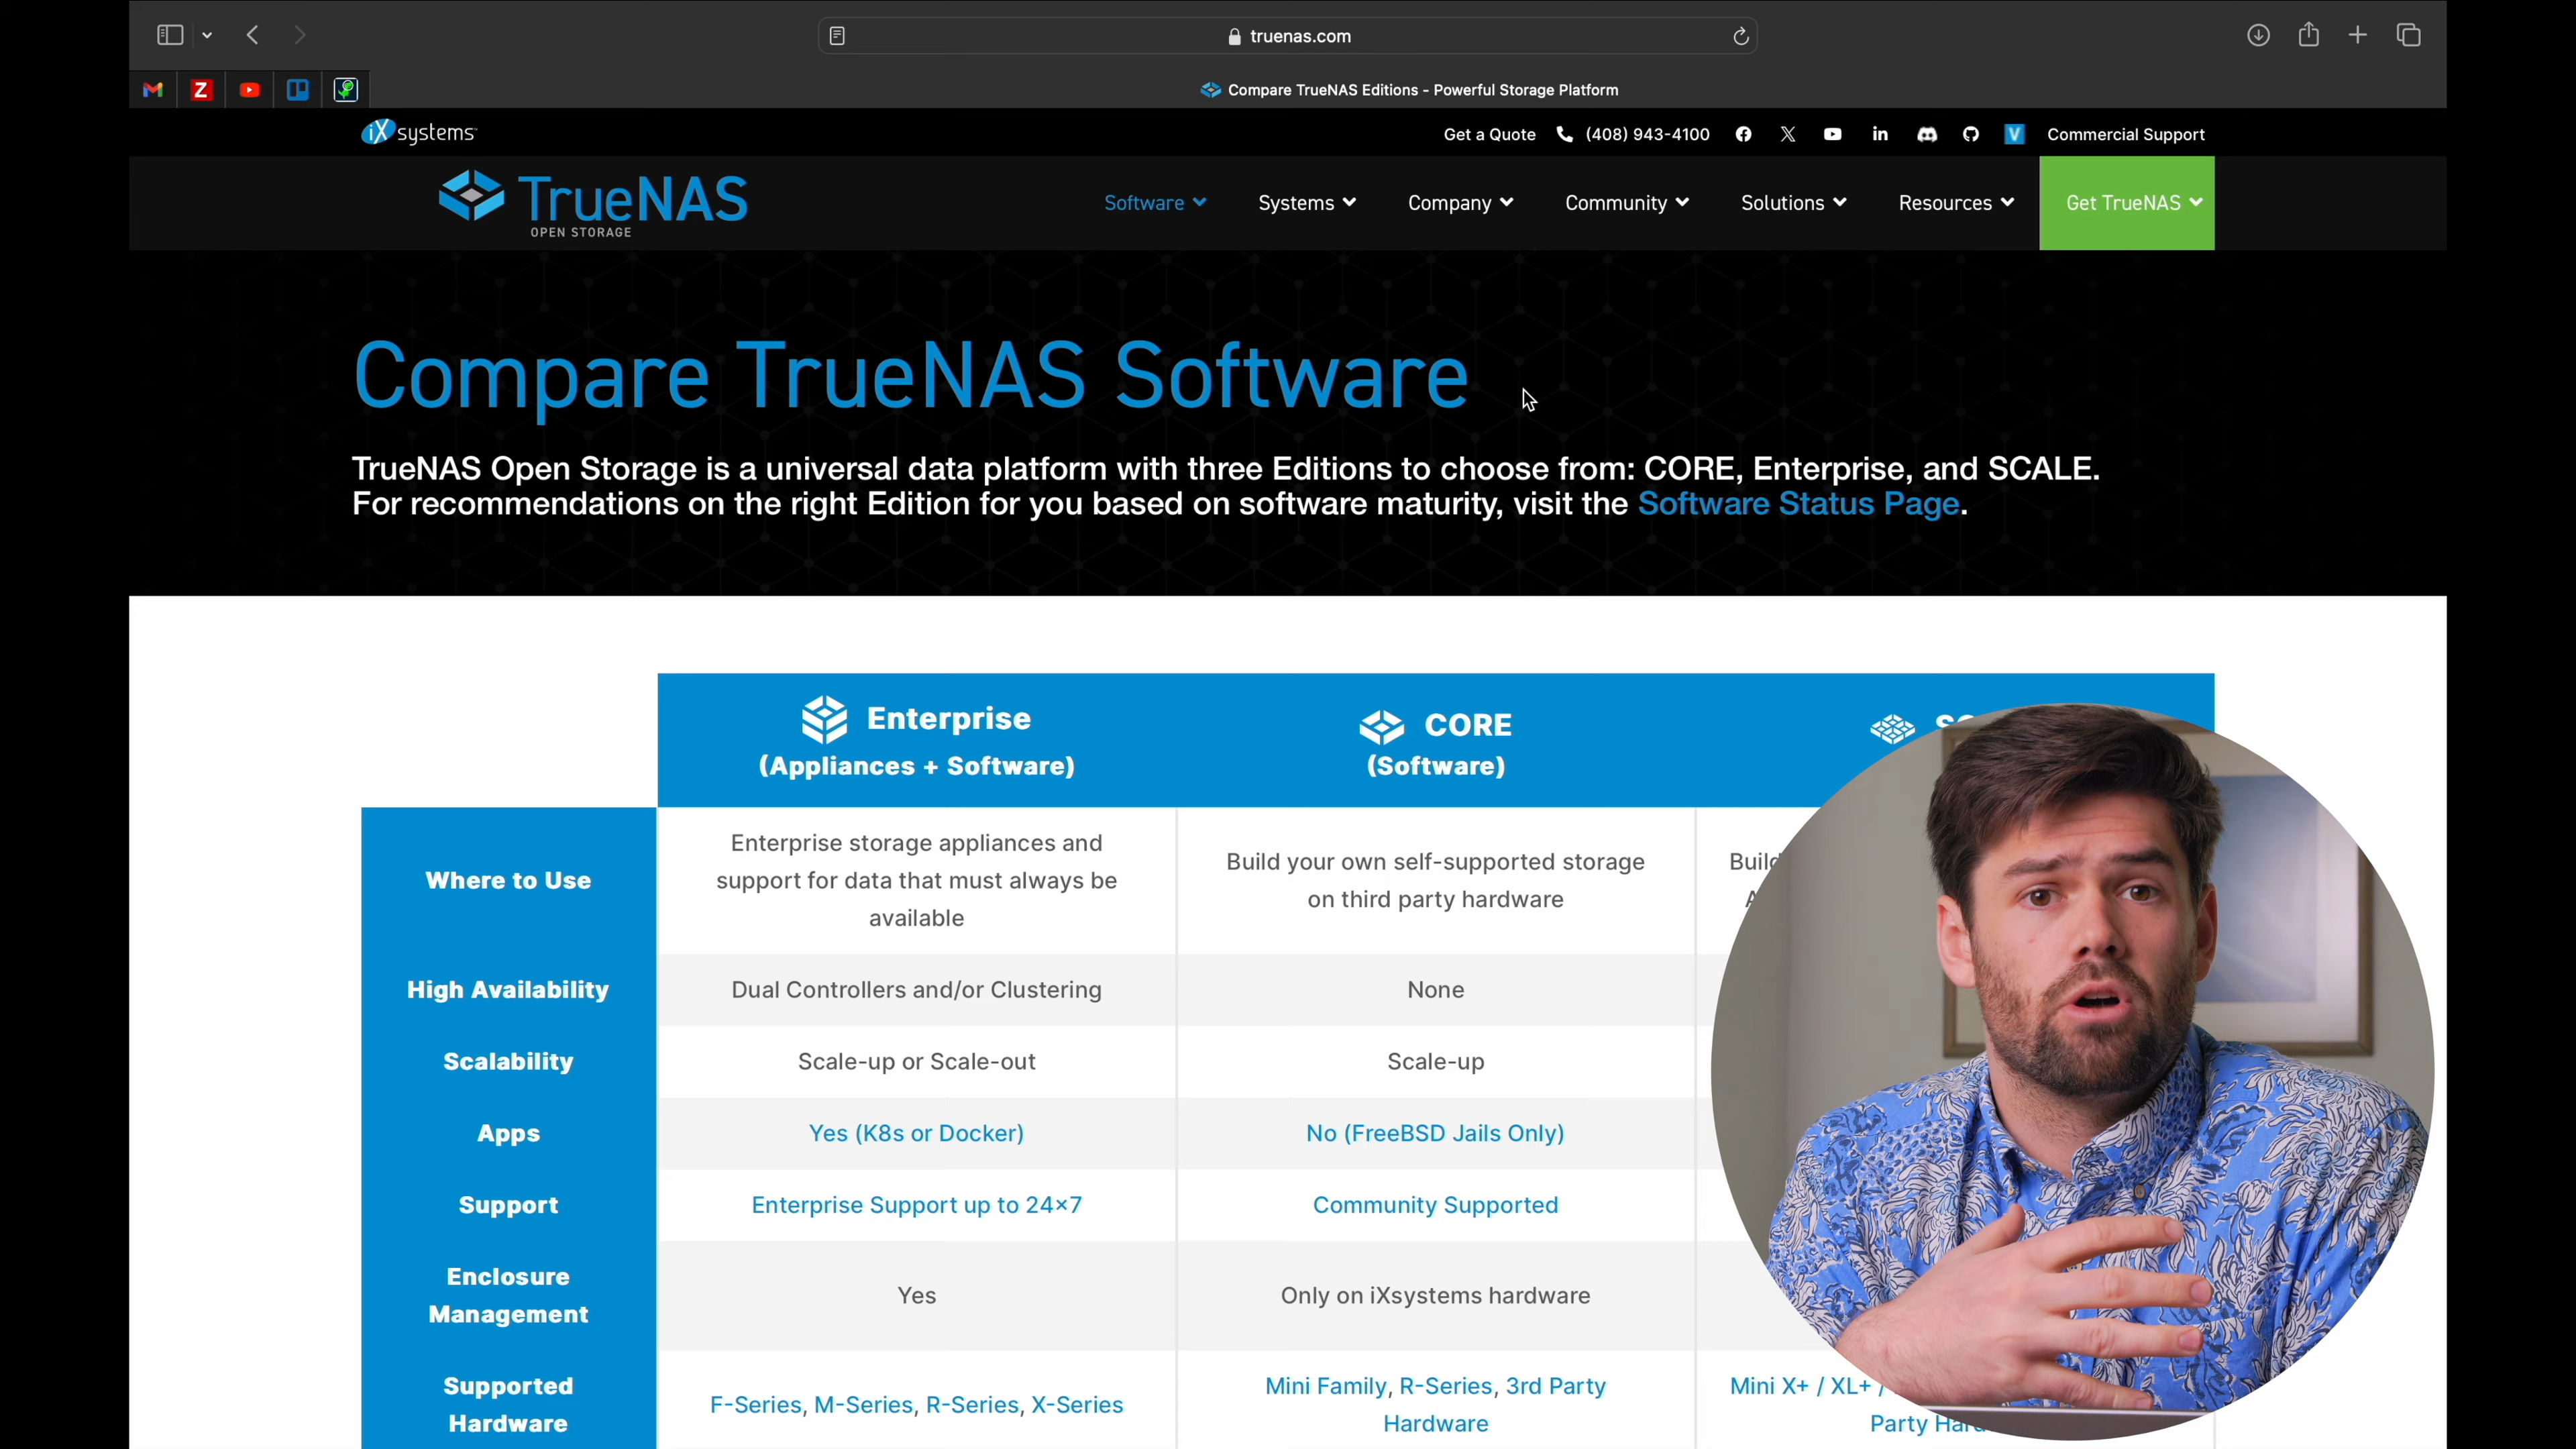 truenas.com
Compare TrueNAS Editions - Powerful Storage Platform
iX systems
Get a Quote (408) 943-4100 Commercial Support
TrueNAS
OPEN STORAGE
Software Systems Company Community Solutions Resources Get TrueNAS
Compare TrueNAS Software
TrueNAS Open Storage is a universal data platform with three Editions to choose from: CORE, Enterprise, and SCALE.
For recommendations on the right Edition for you based on software maturity, visit the Software Status Page.
Enterprise
(Appliances + Software)
CORE
(Software)
Where to Use
Enterprise storage appliances and
support for data that must always be
available
Build your own self-supported storage
on third party hardware
High Availability
Dual Controllers and/or Clustering
None
Scalability
Scale-up or Scale-out
Scale-up
Apps
Yes (K8s or Docker)
No (FreeBSD Jails Only)
Support
Enterprise Support up to 24×7
Community Supported
Enclosure
Management
Yes
Only on iXsystems hardware
Supported
Hardware
F-Series, M-Series, R-Series, X-Series
Mini Family, R-Series, 3rd Party
Hardware
Mini X+ / XL+ /
Party